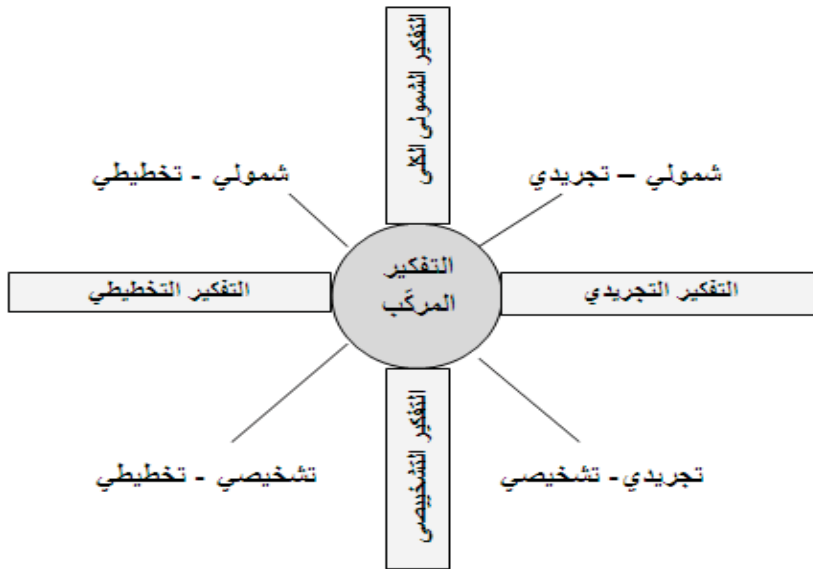 التفكير الشمولي الكلي
شمولي – تجريدي
شمولي - تخطيطي
التفكير
المركّب
التفكير التجريدي
التفكير التخطيطي
التفكير التشخيصي
تجريدي- تشخيصي
تشخيصي - تخطيطي